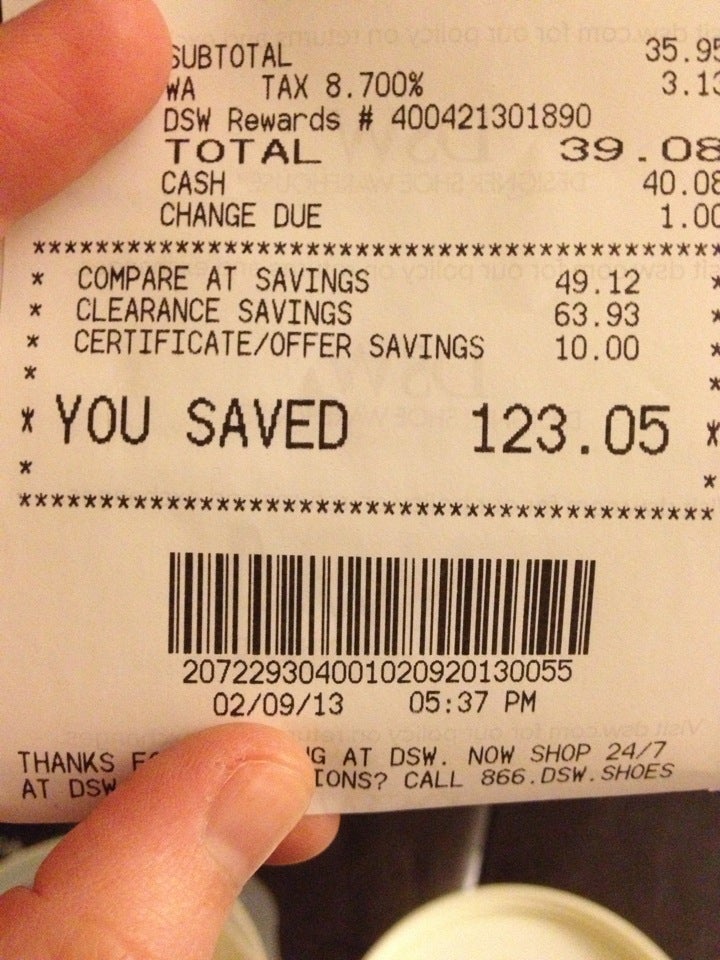 SUBTOTAL 35.95
WA TAX 8.700% 3.13
DSW Rewards # 400421301890
TOTAL 39.08
CASH 40.08
CHANGE DUE 1.00
*******************************************
* COMPARE AT SAVINGS 49.12 *
* CLEARANCE SAVINGS 63.93 *
* CERTIFICATE/OFFER SAVINGS 10.00 *
* *
* YOU SAVED 123.05 *
* *
*******************************************
207229304001020920130055
02/09/13 05:37 PM
THANKS AT DSW. NOW SHOP 24/7
AT DSW CALL 866.DSW.SHOES